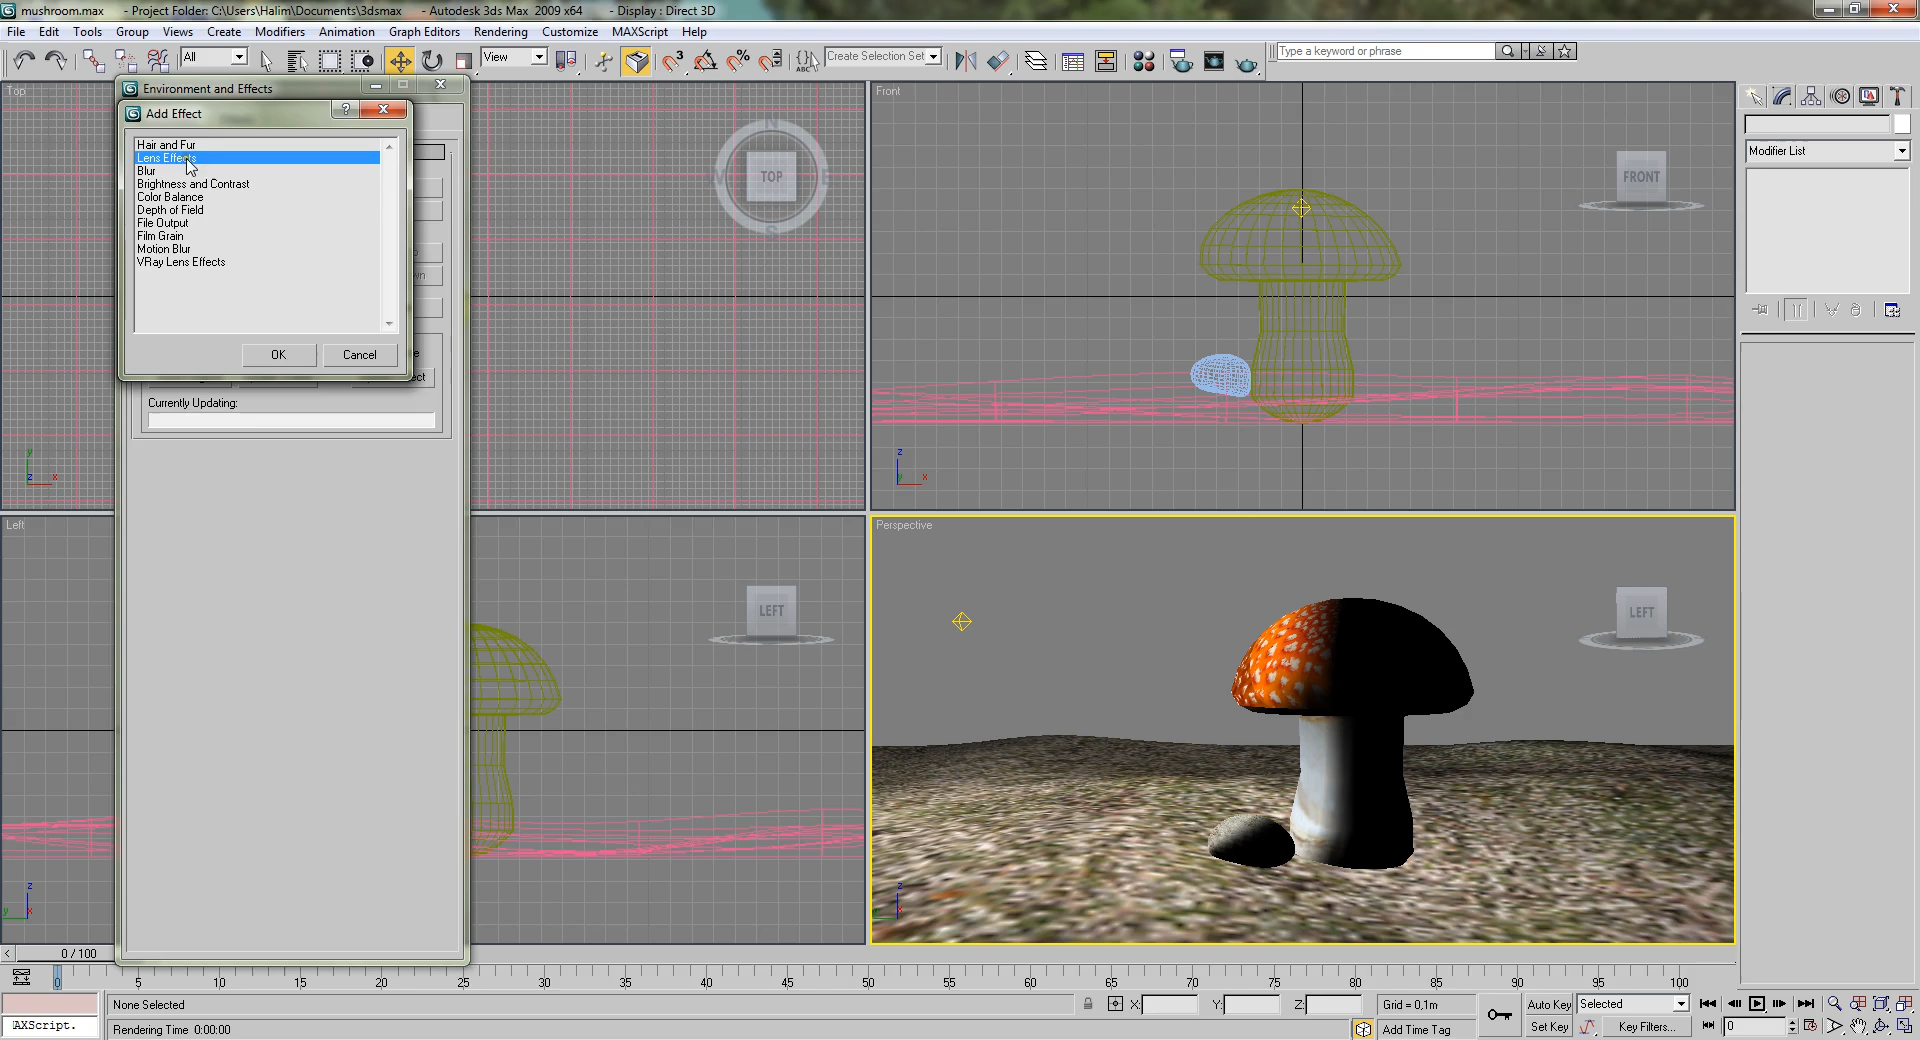 mushroom.max - Project Folder: C:\Users\Halim\Documents\3dsmax - Autodesk 3ds Max 2009 x64 - Display : Direct 3D
File Edit Tools Group Views Create Modifiers Animation Graph Editors Rendering Customize MAXScript Help
All View Create Selection Set Type a keyword or phrase
Top
Environment and Effects
Front
Add Effect
Hair and Fur
Lens Effects
Blur
Brightness and Contrast
Color Balance
Depth of Field
File Output
Film Grain
Motion Blur
VRay Lens Effects
OK Cancel
Currently Updating:
N
TOP
S
FRONT
Modifier List
y
z x
z
y x
Left
LEFT
Perspective
LEFT
z
y x
z
0 / 100
0 5 10 15 20 25 30 35 40 45 50 55 60 65 70 75 80 85 90 95 100
None Selected X: Y: Z: Grid = 0,1m Auto Key Selected
AXScript. Rendering Time 0:00:00 Add Time Tag Set Key Key Filters... 0